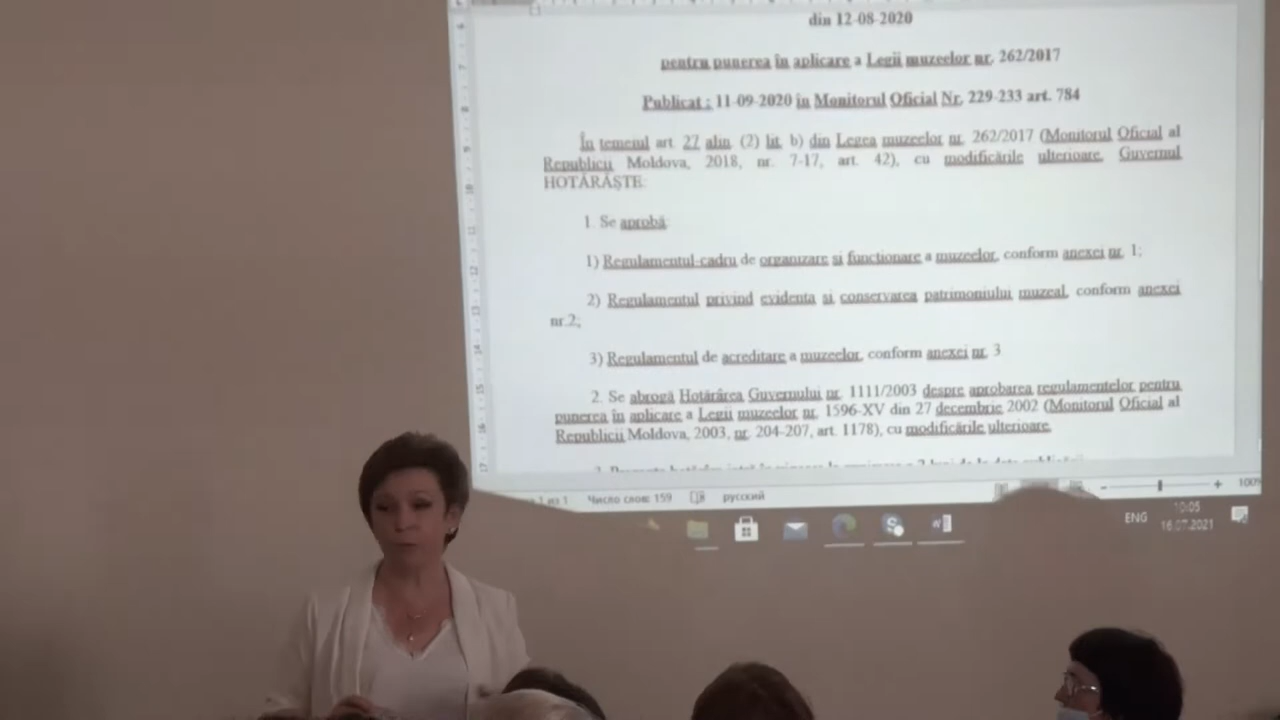 din 12-08-2020
pentru punerea în aplicare a Legii muzeelor nr. 262/2017
Publicat : 11-09-2020 în Monitorul Oficial Nr. 229-233 art. 784
În temeiul art. 27 alin. (2) lit. b) din Legea muzeelor nr. 262/2017 (Monitorul Oficial al
Republicii Moldova, 2018, nr. 7-17, art. 42), cu modificările ulterioare, Guvernul
HOTĂRĂȘTE:
1. Se aprobă:
1) Regulamentul-cadru de organizare și funcționare a muzeelor, conform anexei nr. 1;
2) Regulamentul privind evidența și conservarea patrimoniului muzeal, conform anexei
nr.2;
3) Regulamentul de acreditare a muzeelor, conform anexei nr. 3
2. Se abrogă Hotărârea Guvernului nr. 1111/2003 despre aprobarea regulamentelor pentru
punerea în aplicare a Legii muzeelor nr. 1596-XV din 27 decembrie 2002 (Monitorul Oficial al
Republicii Moldova, 2003, nr. 204-207, art. 1178), cu modificările ulterioare.
1 из 1 Число слов: 159 русский 100%
ENG 10:05
16.07.2021